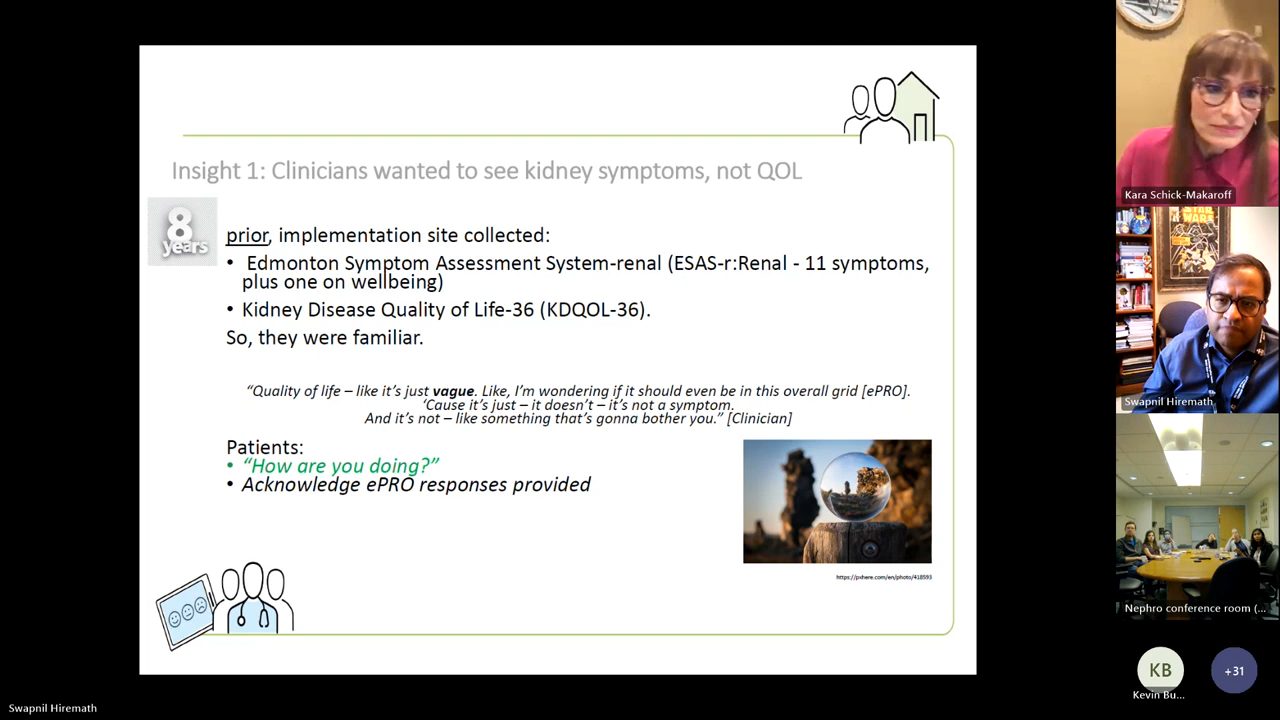 Insight 1: Clinicians wanted to see kidney symptoms, not QOL
8
years
prior, implementation site collected:
• Edmonton Symptom Assessment System-renal (ESAS-r:Renal - 11 symptoms,
plus one on wellbeing)
• Kidney Disease Quality of Life-36 (KDQOL-36).
So, they were familiar.
“Quality of life – like it’s just vague. Like, I’m wondering if it should even be in this overall grid [ePRO].
‘Cause it’s just – it doesn’t – it’s not a symptom.
And it’s not – like something that’s gonna bother you.” [Clinician]
Patients:
• “How are you doing?”
• Acknowledge ePRO responses provided
https://pxhere.com/en/photo/418593
Kara Schick-Makaroff
STAR
WARS
Swapnil Hiremath
Nephro conference room (...
KB
+31
Kevin Bu...
Swapnil Hiremath